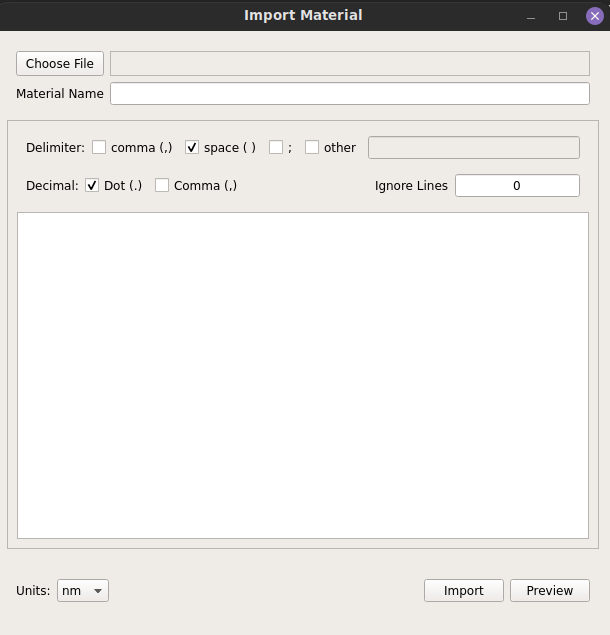 Import Material
Choose File
Material Name
Delimiter: comma (,) space ( ) ; other
Decimal: Dot (.) Comma (,) Ignore Lines 0
Units: nm Import Preview